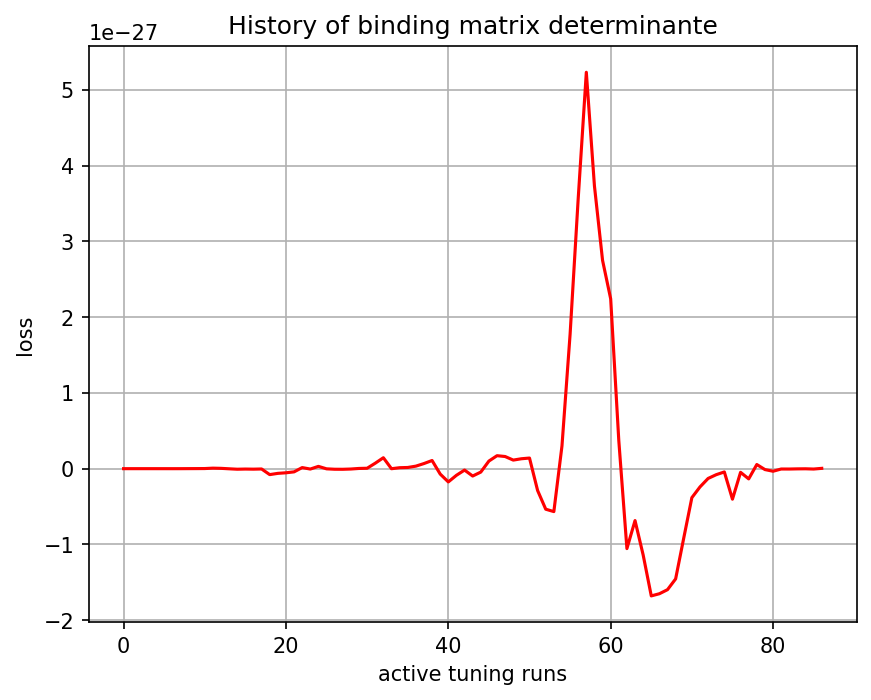 History of binding matrix determinante
1e−27
5
4
3
2
1
0
−1
−2
loss
0 20 40 60 80
active tuning runs